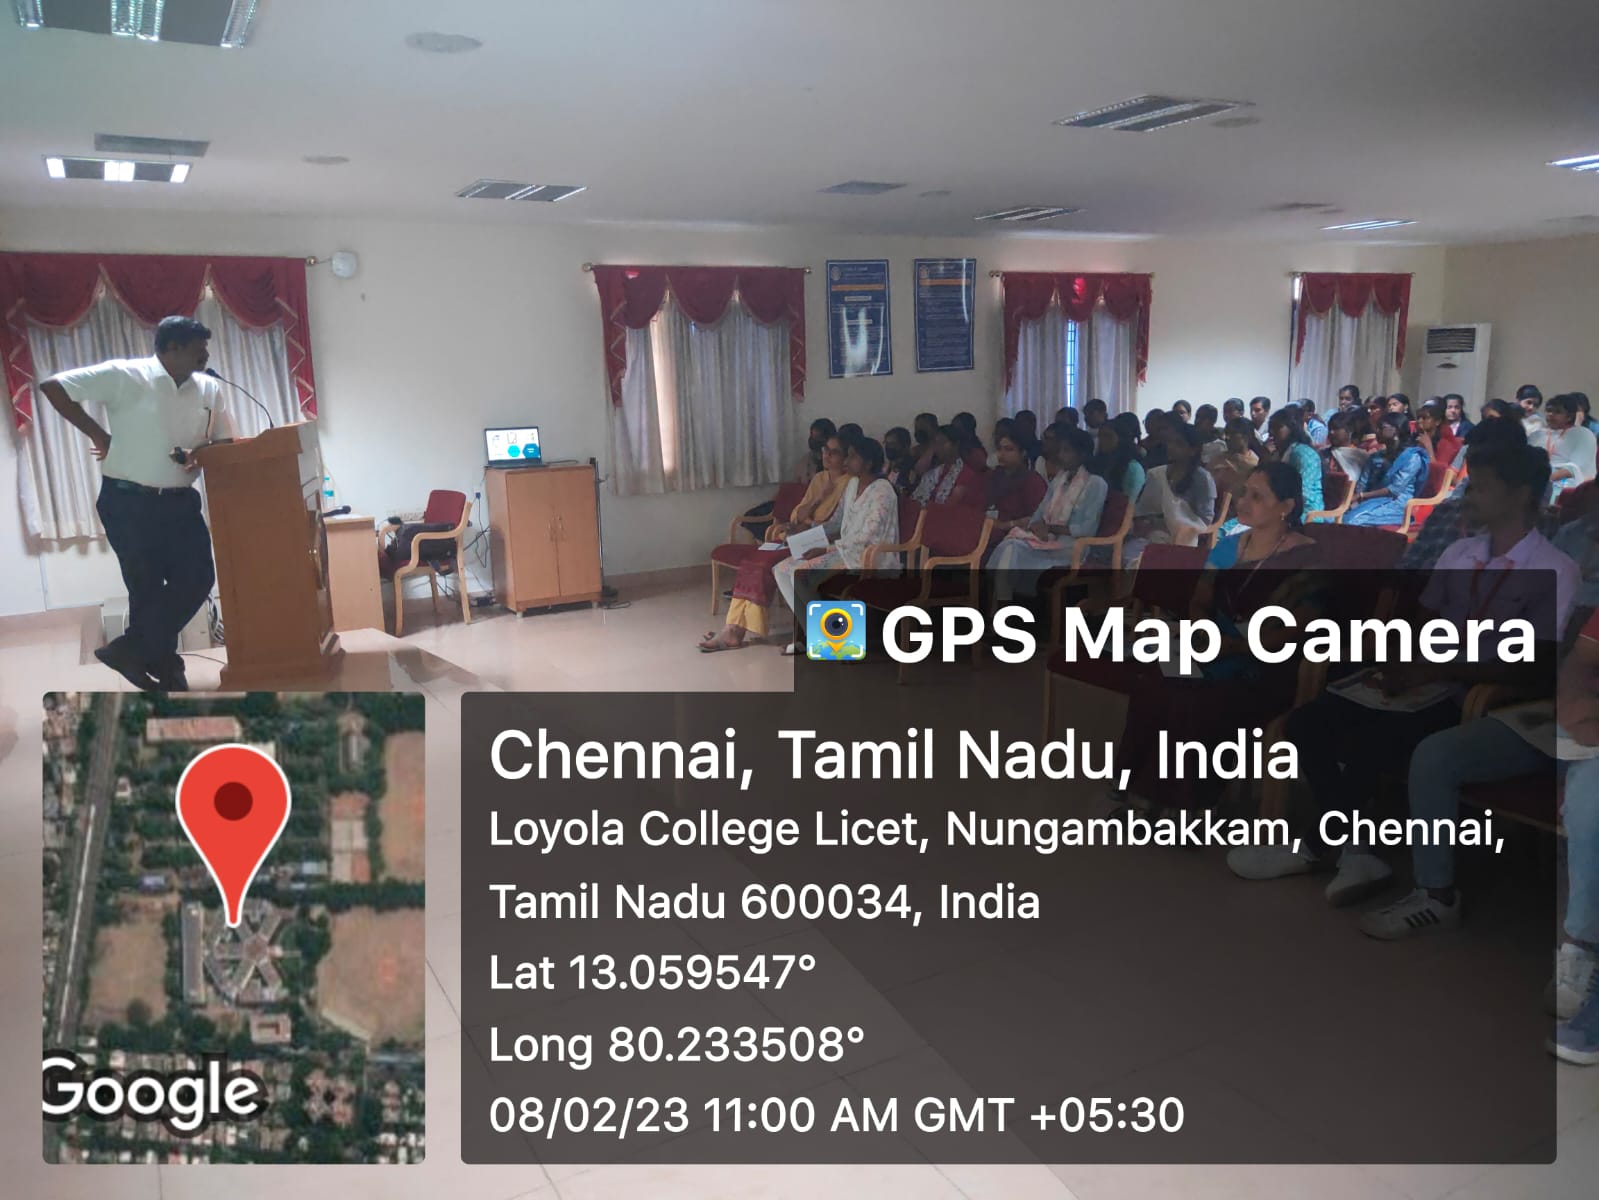 GPS Map Camera
Chennai, Tamil Nadu, India
Loyola College Licet, Nungambakkam, Chennai,
Tamil Nadu 600034, India
Lat 13.059547°
Long 80.233508°
08/02/23 11:00 AM GMT +05:30
Google